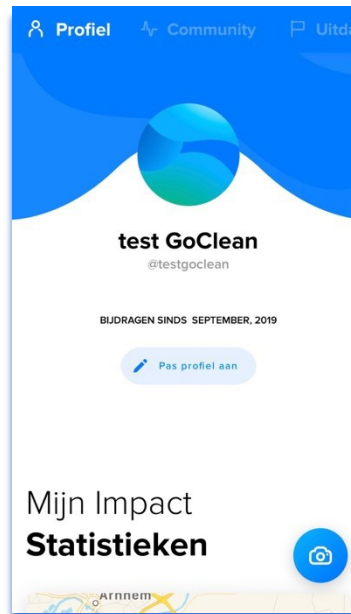 Profiel Community Uitda
test GoClean
@testgoclean
BIJDRAGEN SINDS SEPTEMBER, 2019
Pas profiel aan
Mijn Impact
Statistieken
Arnhem